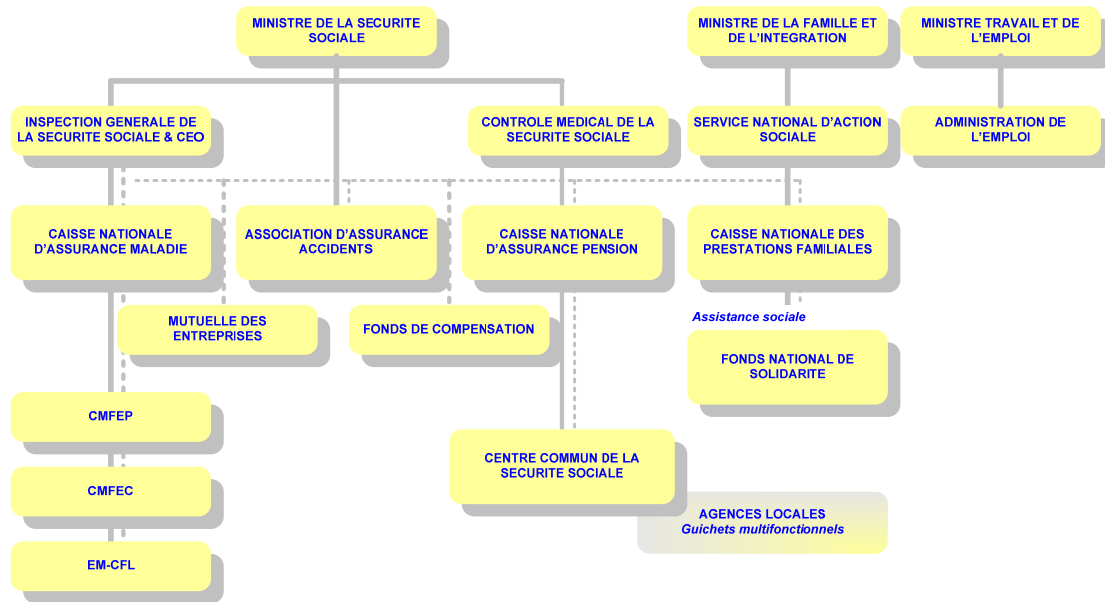 MINISTRE DE LA SECURITE
SOCIALE
MINISTRE DE LA FAMILLE ET
DE L'INTEGRATION
MINISTRE TRAVAIL ET DE
L'EMPLOI
INSPECTION GENERALE DE
LA SECURITE SOCIALE & CEO
CONTROLE MEDICAL DE LA
SECURITE SOCIALE
SERVICE NATIONAL D'ACTION
SOCIALE
ADMINISTRATION DE
L'EMPLOI
CAISSE NATIONALE
D'ASSURANCE MALADIE
ASSOCIATION D'ASSURANCE
ACCIDENTS
CAISSE NATIONALE
D'ASSURANCE PENSION
CAISSE NATIONALE DES
PRESTATIONS FAMILIALES
MUTUELLE DES
ENTREPRISES
FONDS DE COMPENSATION
Assistance sociale
FONDS NATIONAL DE
SOLIDARITE
CMFEP
CMFEC
EM-CFL
CENTRE COMMUN DE LA
SECURITE SOCIALE
AGENCES LOCALES
Guichets multifonctionnels